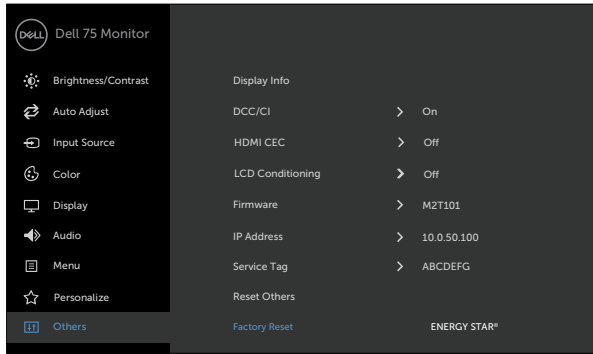 DELL Dell 75 Monitor
Brightness/Contrast Display Info
Auto Adjust DCC/CI On
Input Source HDMI CEC Off
Color LCD Conditioning Off
Display Firmware M2T101
Audio IP Address 10.0.50.100
Menu Service Tag ABCDEFG
Personalize Reset Others
Others Factory Reset ENERGY STAR®